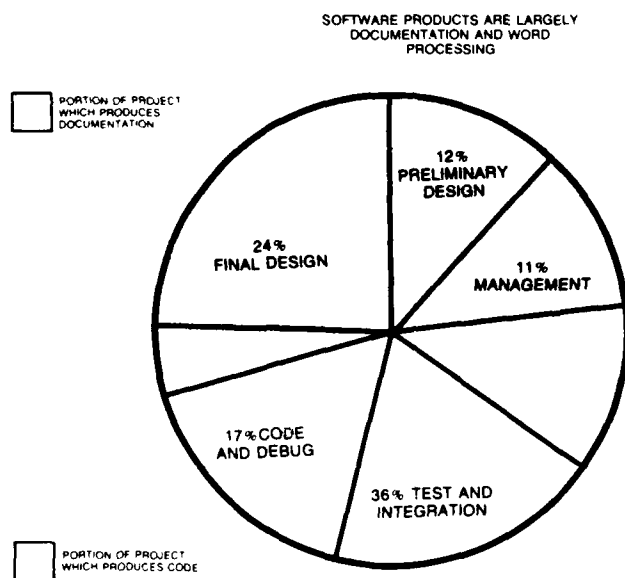 SOFTWARE PRODUCTS ARE LARGELY
DOCUMENTATION AND WORD
PROCESSING
PORTION OF PROJECT
WHICH PRODUCES
DOCUMENTATION
12%
PRELIMINARY
DESIGN
24%
FINAL DESIGN
11%
MANAGEMENT
17% CODE
AND DEBUG
36% TEST AND
INTEGRATION
PORTION OF PROJECT
WHICH PRODUCES CODE